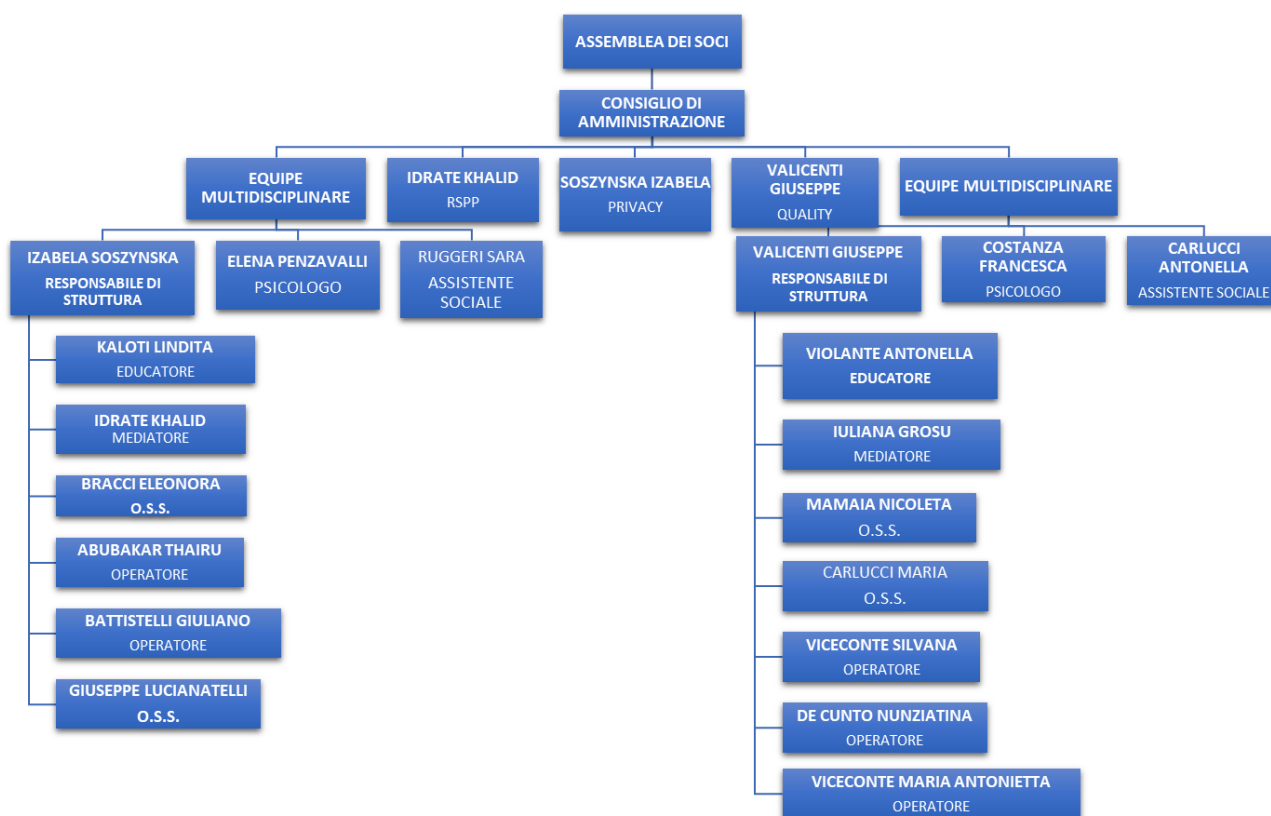 ASSEMBLEA DEI SOCI
CONSIGLIO DI
AMMINISTRAZIONE
EQUIPE
MULTIDISCIPLINARE
IDRATE KHALID
RSPP
SOSZYNSKA IZABELA
PRIVACY
VALICENTI
GIUSEPPE
QUALITY
EQUIPE MULTIDISCIPLINARE
IZABELA SOSZYNSKA
RESPONSABILE DI
STRUTTURA
ELENA PENZAVALLI
PSICOLOGO
RUGGERI SARA
ASSISTENTE
SOCIALE
VALICENTI GIUSEPPE
RESPONSABILE DI
STRUTTURA
COSTANZA
FRANCESCA
PSICOLOGO
CARLUCCI
ANTONELLA
ASSISTENTE SOCIALE
KALOTI LINDITA
EDUCATORE
IDRATE KHALID
MEDIATORE
BRACCI ELEONORA
O.S.S.
ABUBAKAR THAIRU
OPERATORE
BATTISTELLI GIULIANO
OPERATORE
GIUSEPPE LUCIANATELLI
O.S.S.
VIOLANTE ANTONELLA
EDUCATORE
IULIANA GROSU
MEDIATORE
MAMAIA NICOLETA
O.S.S.
CARLUCCI MARIA
O.S.S.
VICECONTE SILVANA
OPERATORE
DE CUNTO NUNZIATINA
OPERATORE
VICECONTE MARIA ANTONIETTA
OPERATORE